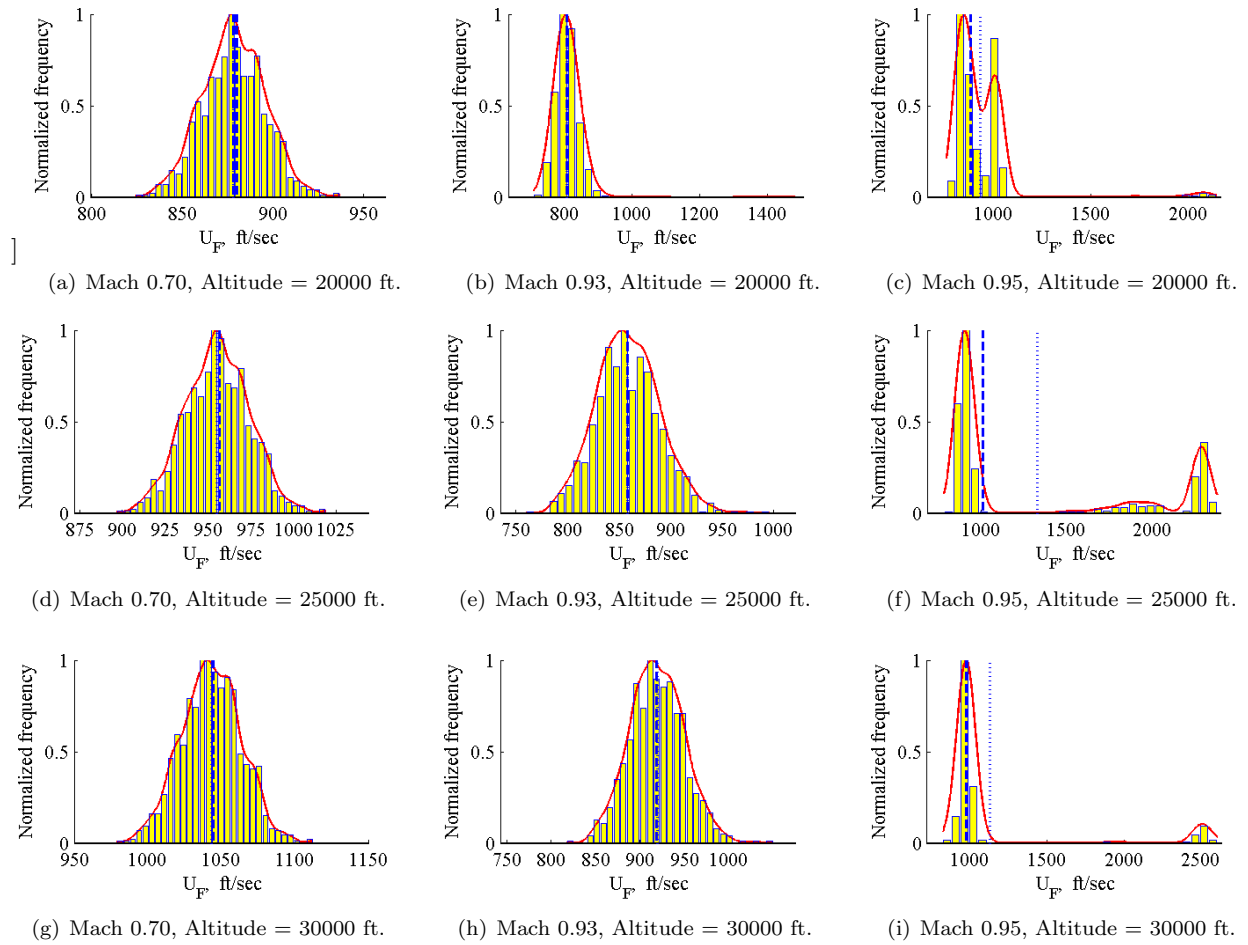 1
0.5
0
Normalized frequency
800 850 900 950
U_F, ft/sec
(a) Mach 0.70, Altitude = 20000 ft.
1
0.5
0
Normalized frequency
800 1000 1200 1400
U_F, ft/sec
(b) Mach 0.93, Altitude = 20000 ft.
1
0.5
0
Normalized frequency
1000 1500 2000
U_F, ft/sec
(c) Mach 0.95, Altitude = 20000 ft.
]
1
0.5
0
Normalized frequency
875 900 925 950 975 1000 1025
U_F, ft/sec
(d) Mach 0.70, Altitude = 25000 ft.
1
0.5
0
Normalized frequency
750 800 850 900 950 1000
U_F, ft/sec
(e) Mach 0.93, Altitude = 25000 ft.
1
0.5
0
Normalized frequency
1000 1500 2000
U_F, ft/sec
(f) Mach 0.95, Altitude = 25000 ft.
1
0.5
0
Normalized frequency
950 1000 1050 1100 1150
U_F, ft/sec
(g) Mach 0.70, Altitude = 30000 ft.
1
0.5
0
Normalized frequency
750 800 850 900 950 1000
U_F, ft/sec
(h) Mach 0.93, Altitude = 30000 ft.
1
0.5
0
Normalized frequency
1000 1500 2000 2500
U_F, ft/sec
(i) Mach 0.95, Altitude = 30000 ft.